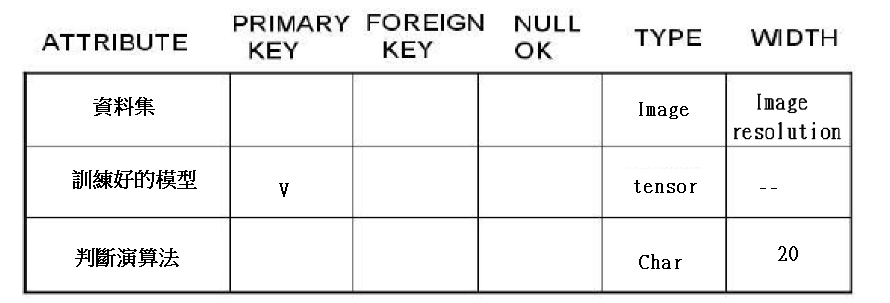 ATTRIBUTE PRIMARY KEY FOREIGN KEY NULL OK TYPE WIDTH
資料集 Image Image resolution
訓練好的模型 V tensor --
判斷演算法 Char 20